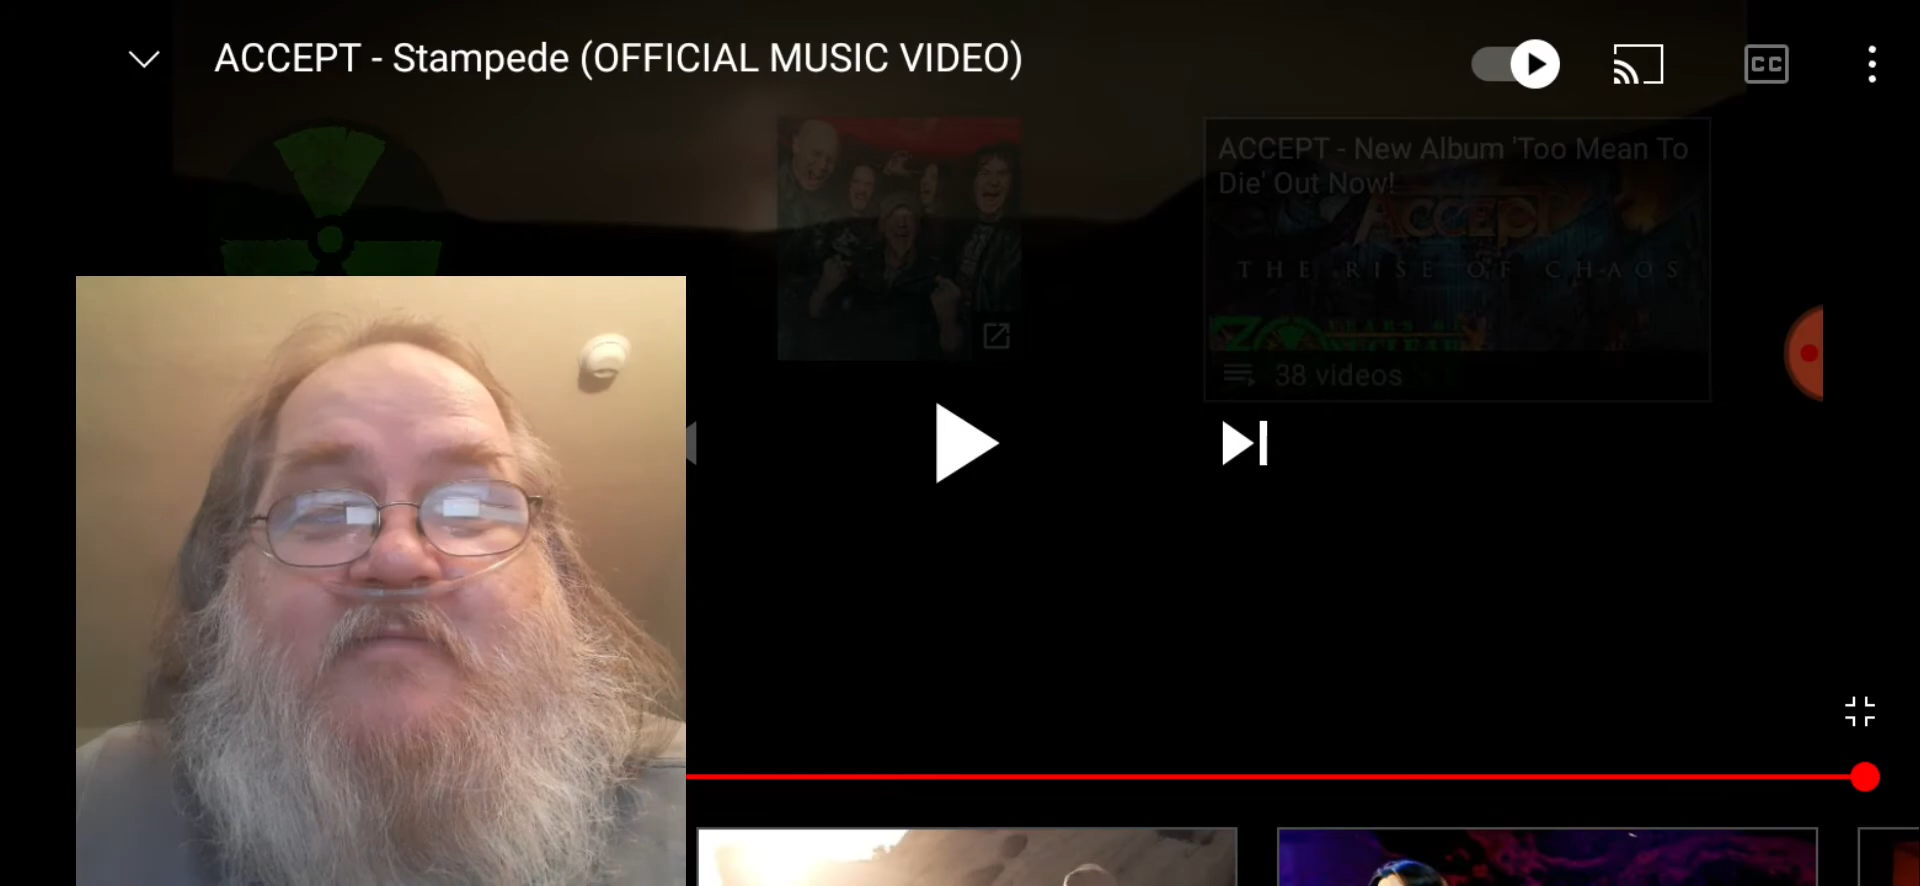 ACCEPT - Stampede (OFFICIAL MUSIC VIDEO)
CC
ACCEPT - New Album 'Too Mean To
Die' Out Now!
ACCEPT
THE RISE OF CHAOS
38 videos